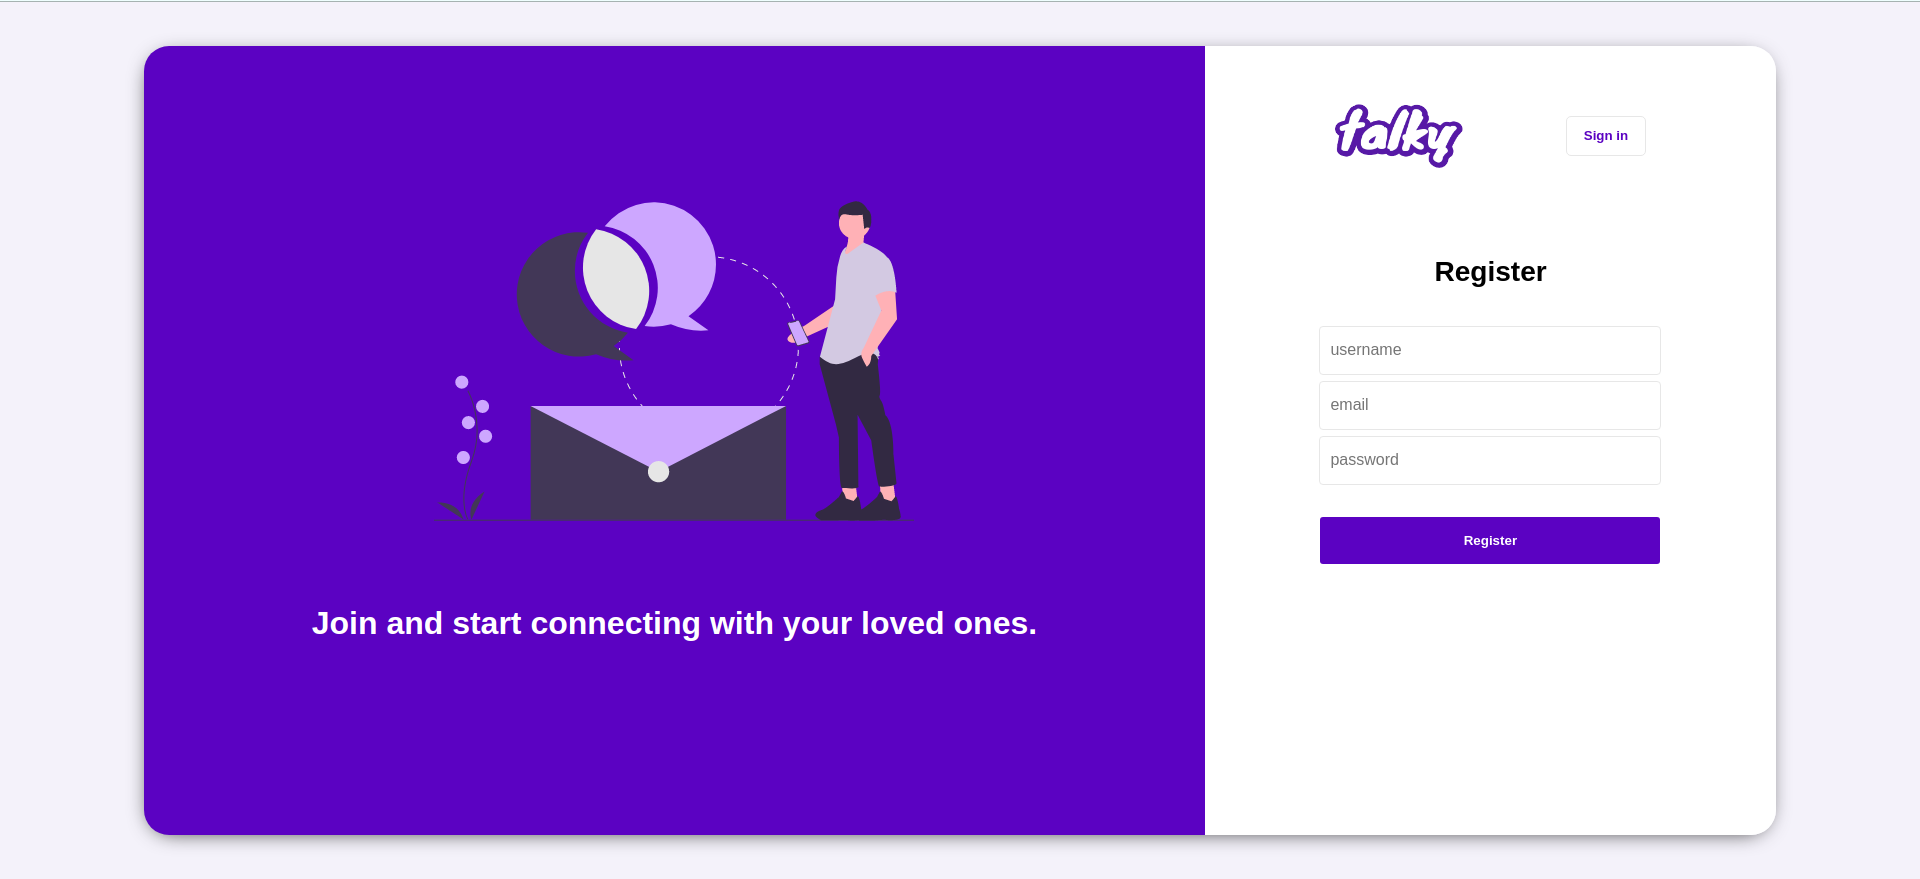 talky
Sign in
Register
username
email
password
Register
Join and start connecting with your loved ones.